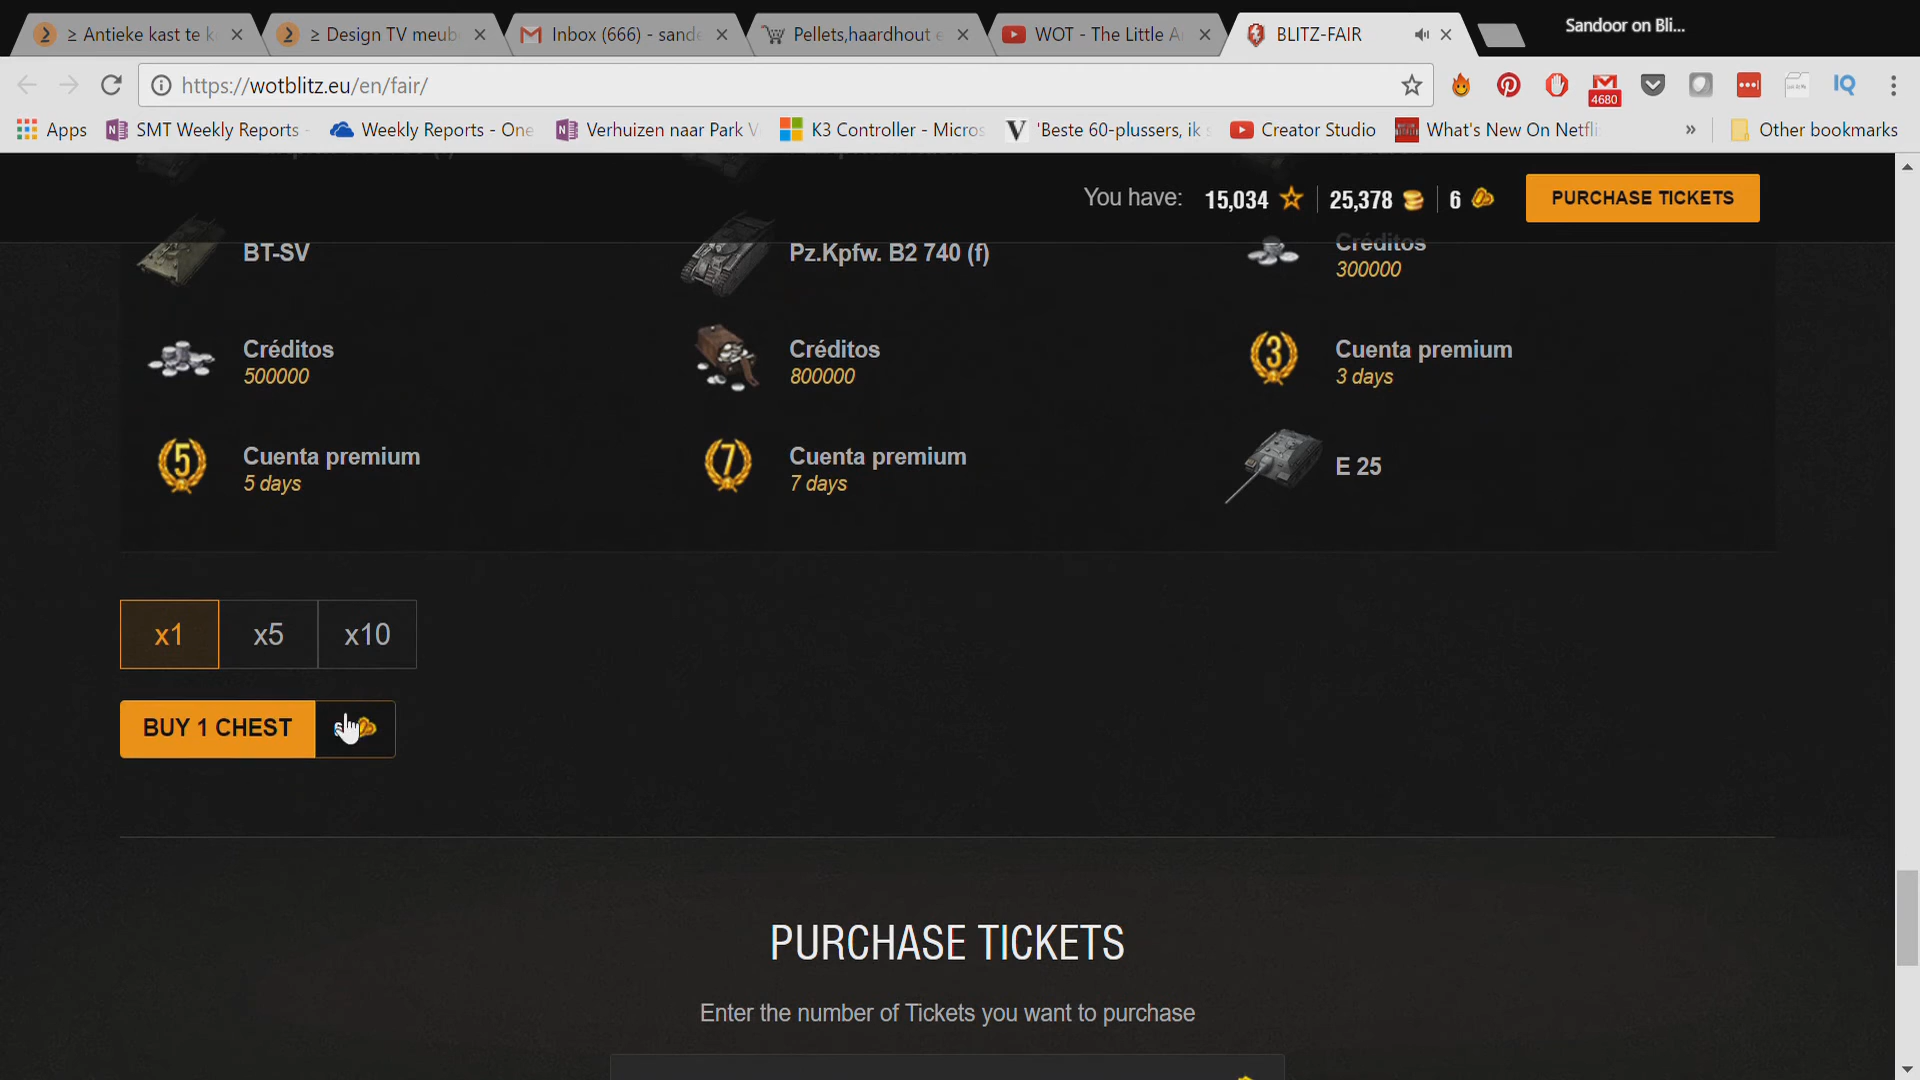 ≥ Antieke kast te k
≥ Design TV meub
Inbox (666) - sande
Pellets,haardhout e
WOT - The Little A
BLITZ-FAIR
Sandoor on Bli...
https://wotblitz.eu/en/fair/
4680
IQ
Apps
SMT Weekly Reports -
Weekly Reports - One
Verhuizen naar Park V
K3 Controller - Micros
'Beste 60-plussers, ik
Creator Studio
What's New On Netfli
»
Other bookmarks
You have: 15,034 25,378 6
PURCHASE TICKETS
BT-SV
Pz.Kpfw. B2 740 (f)
Créditos
300000
Créditos
500000
Créditos
800000
3
Cuenta premium
3 days
5
Cuenta premium
5 days
7
Cuenta premium
7 days
E 25
x1
x5
x10
BUY 1 CHEST
PURCHASE TICKETS
Enter the number of Tickets you want to purchase